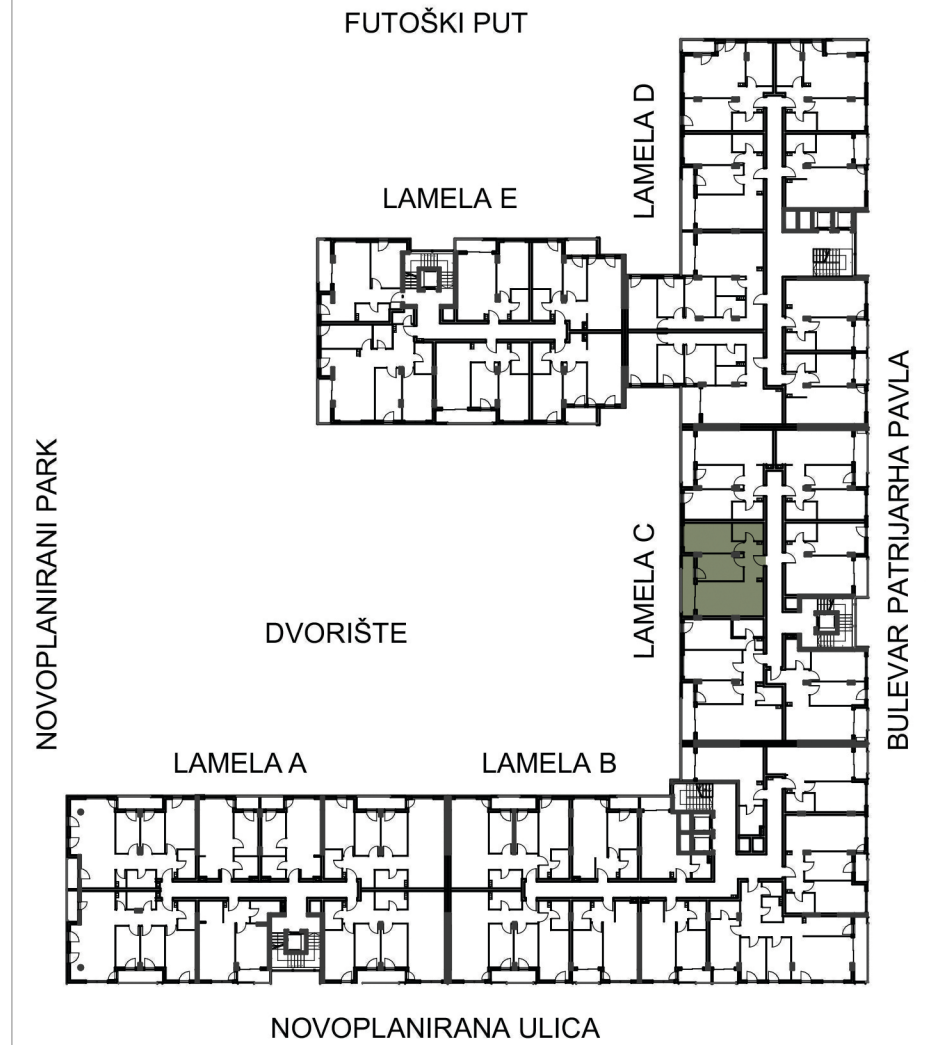 FUTOŠKI PUT
LAMELA D
LAMELA E
BULEVAR PATRIJARHA PAVLA
NOVOPLANIRANI PARK
LAMELA C
DVORIŠTE
LAMELA A
LAMELA B
NOVOPLANIRANA ULICA